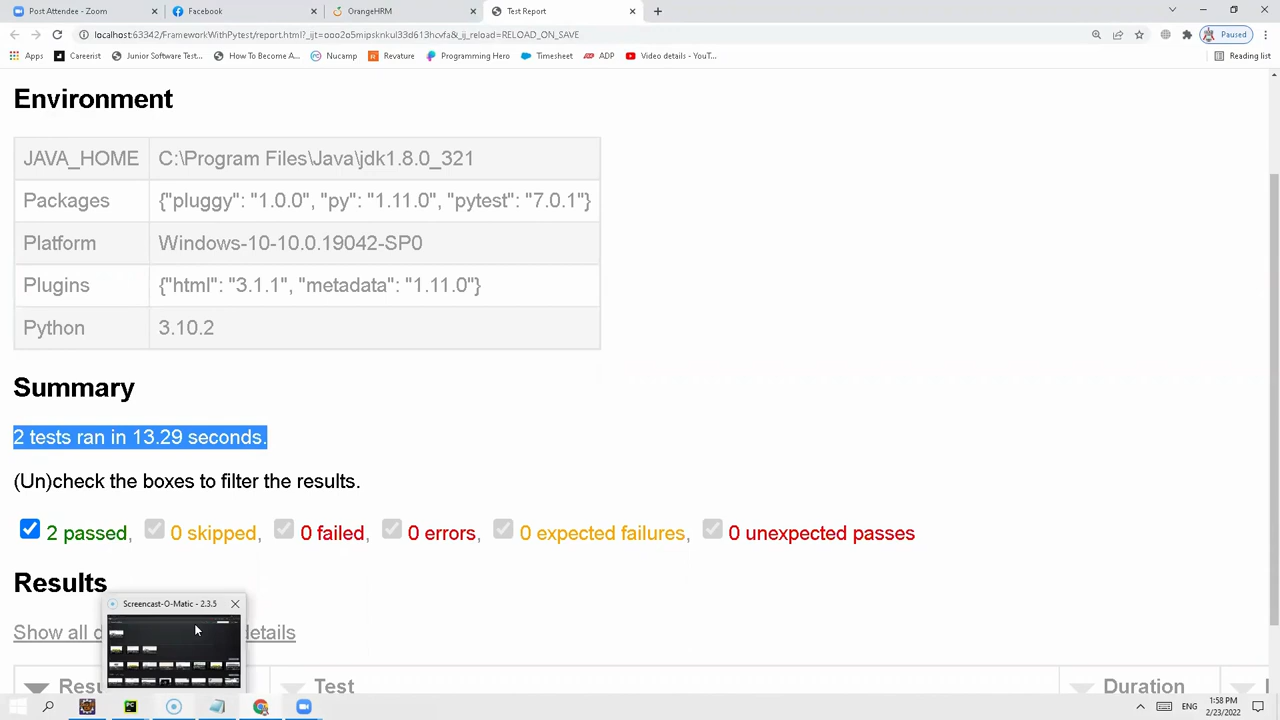 Post Attendee - Zoom
Facebook
OrangeHRM
Test Report
localhost:63342/FrameworkWithPytest/report.html?_ijt=ooo2o5mipsknkul33d613hcvfa&_ij_reload=RELOAD_ON_SAVE
Paused
Apps
Careerist
Junior Software Test...
How To Become A...
Nucamp
Revature
Programming Hero
Timesheet
ADP
Video details - YouT...
Reading list
Environment
JAVA_HOME C:\Program Files\Java\jdk1.8.0_321
Packages {"pluggy": "1.0.0", "py": "1.11.0", "pytest": "7.0.1"}
Platform Windows-10-10.0.19042-SP0
Plugins {"html": "3.1.1", "metadata": "1.11.0"}
Python 3.10.2
Summary
2 tests ran in 13.29 seconds.
(Un)check the boxes to filter the results.
2 passed, 0 skipped, 0 failed, 0 errors, 0 expected failures, 0 unexpected passes
Results
Screencast-O-Matic - 2.3.5
Show all d etails
Resu Test Duration
ENG
1:58 PM
2/23/2022